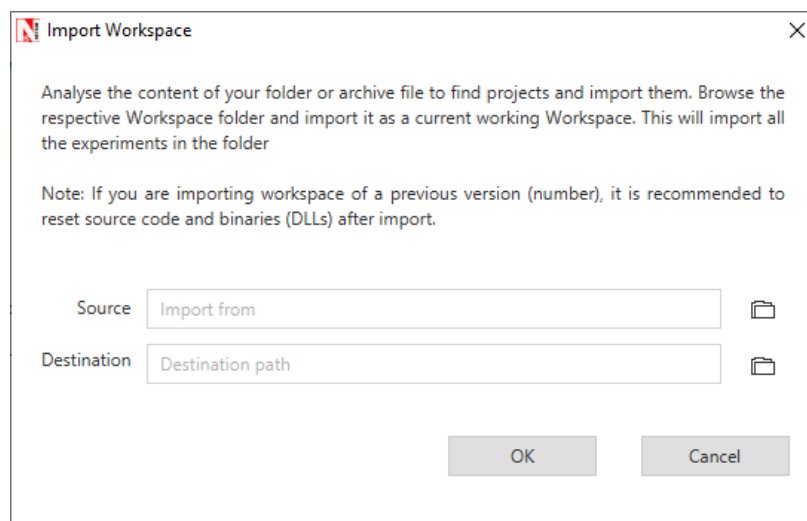 Import Workspace
Analyse the content of your folder or archive file to find projects and import them. Browse the
respective Workspace folder and import it as a current working Workspace. This will import all
the experiments in the folder
Note: If you are importing workspace of a previous version (number), it is recommended to
reset source code and binaries (DLLs) after import.
Source Import from
Destination Destination path
OK Cancel